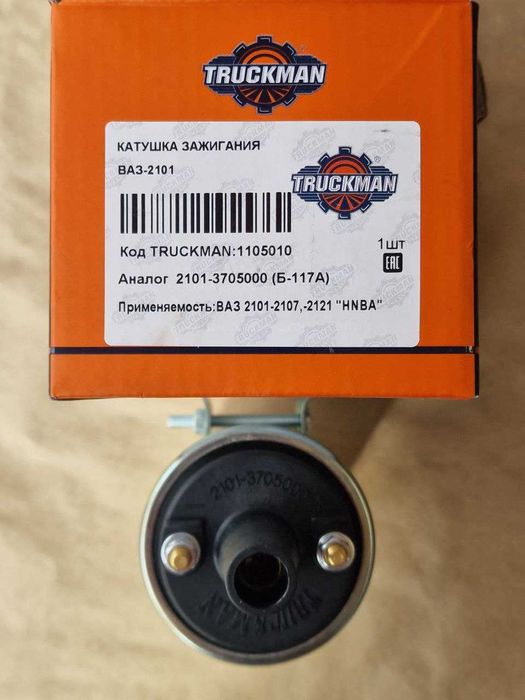 TRUCKMAN
КАТУШКА ЗАЖИГАНИЯ
ВАЗ-2101
TRUCKMAN
Код TRUCKMAN:1105010
1шт
EAC
Аналог 2101-3705000 (Б-117А)
Применяемость:ВАЗ 2101-2107,-2121 "HNBA"
2101-3705000
TRUCKMAN